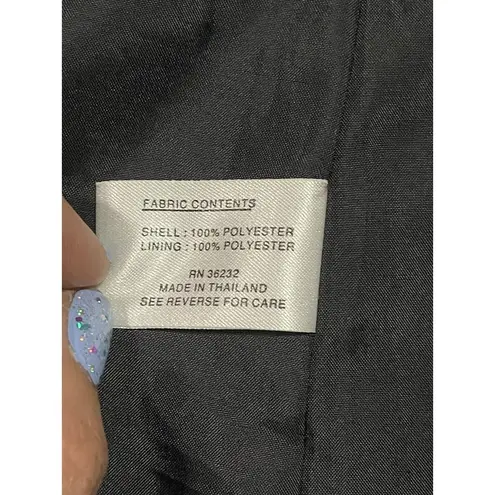 FABRIC CONTENTS
SHELL : 100% POLYESTER
LINING : 100% POLYESTER
RN 36232
MADE IN THAILAND
SEE REVERSE FOR CARE